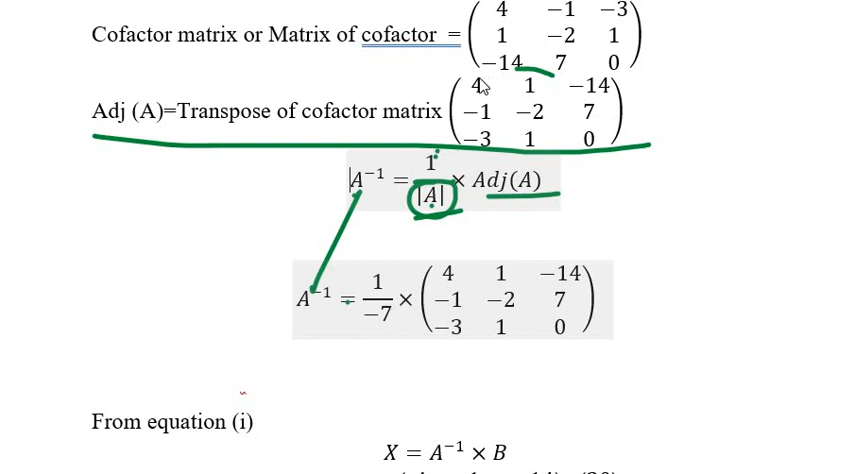 Cofactor matrix or Matrix of cofactor = ( 4 −1 −3
1 −2 1
−14 7 0 )
Adj (A)=Transpose of cofactor matrix ( 4 1 −14
−1 −2 7
−3 1 0 )
A⁻¹ = 1/|A| × Adj(A)
A⁻¹ = 1/−7 × ( 4 1 −14
−1 −2 7
−3 1 0 )
From equation (i)
X = A⁻¹ × B